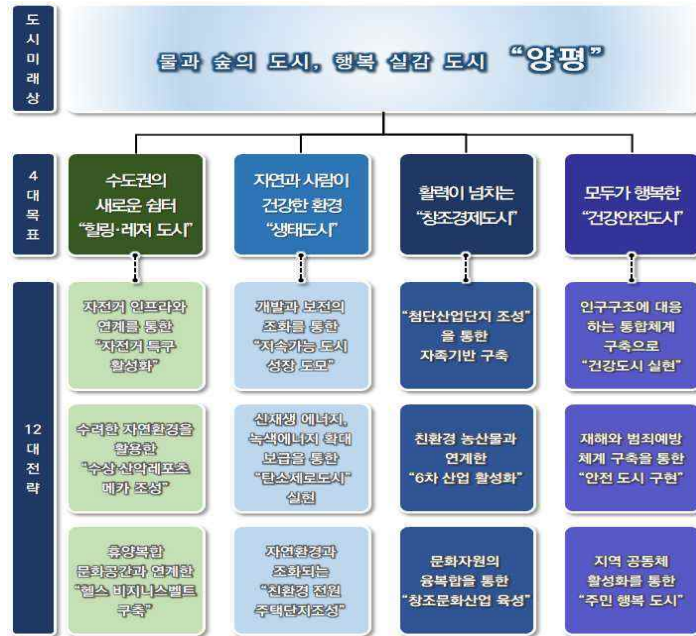 도시미래상
물과 숲의 도시, 행복 실감 도시 “양평”
4대목표
수도권의
새로운 쉼터
“힐링·레져 도시”
자연과 사람이
건강한 환경
“생태도시”
활력이 넘치는
“창조경제도시”
모두가 행복한
“건강안전도시”
12대전략
자전거 인프라와
연계를 통한
“자전거 특구
활성화”
개발과 보전의
조화를 통한
“지속가능 도시
성장 도모”
“첨단산업단지 조성”
을 통한
자족기반 구축
인구구조에 대응
하는 통합체계
구축으로
“건강도시 실현”
수려한 자연환경을
활용한
“수상·산악레포츠
메카 조성”
신재생 에너지,
녹색에너지 확대
보급을 통한
“탄소제로도시”
실현
친환경 농산물과
연계한
“6차 산업 활성화”
재해와 범죄예방
체계 구축을 통한
“안전 도시 구현”
휴양복합
문화공간과 연계한
“헬스 비지니스벨트
구축”
자연환경과
조화되는
“친환경 전원
주택단지조성”
문화자원의
융복합을 통한
“창조문화산업 육성”
지역 공동체
활성화를 통한
“주민 행복 도시”